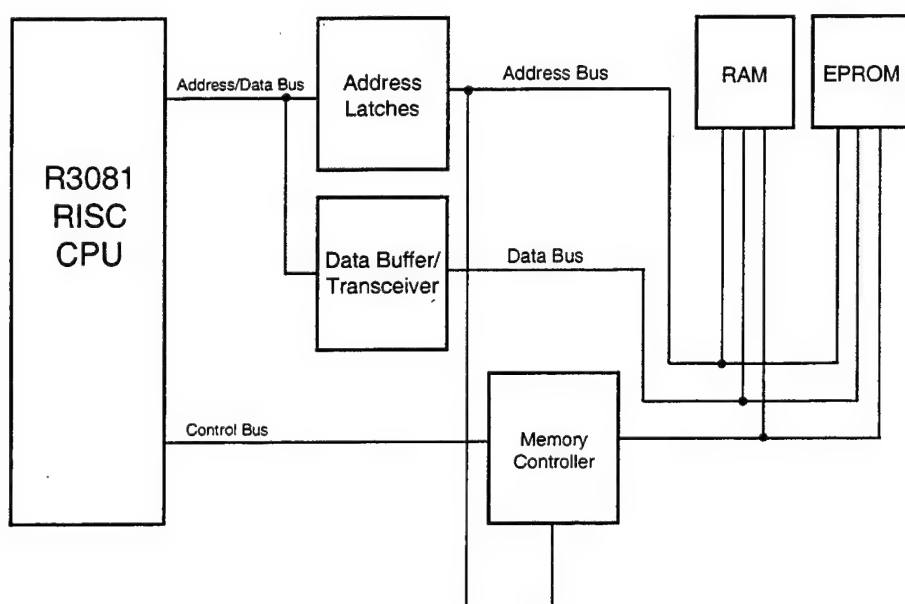 R3081
RISC
CPU
Address/Data Bus
Address
Latches
Address Bus
RAM
EPROM
Data Buffer/
Transceiver
Data Bus
Control Bus
Memory
Controller